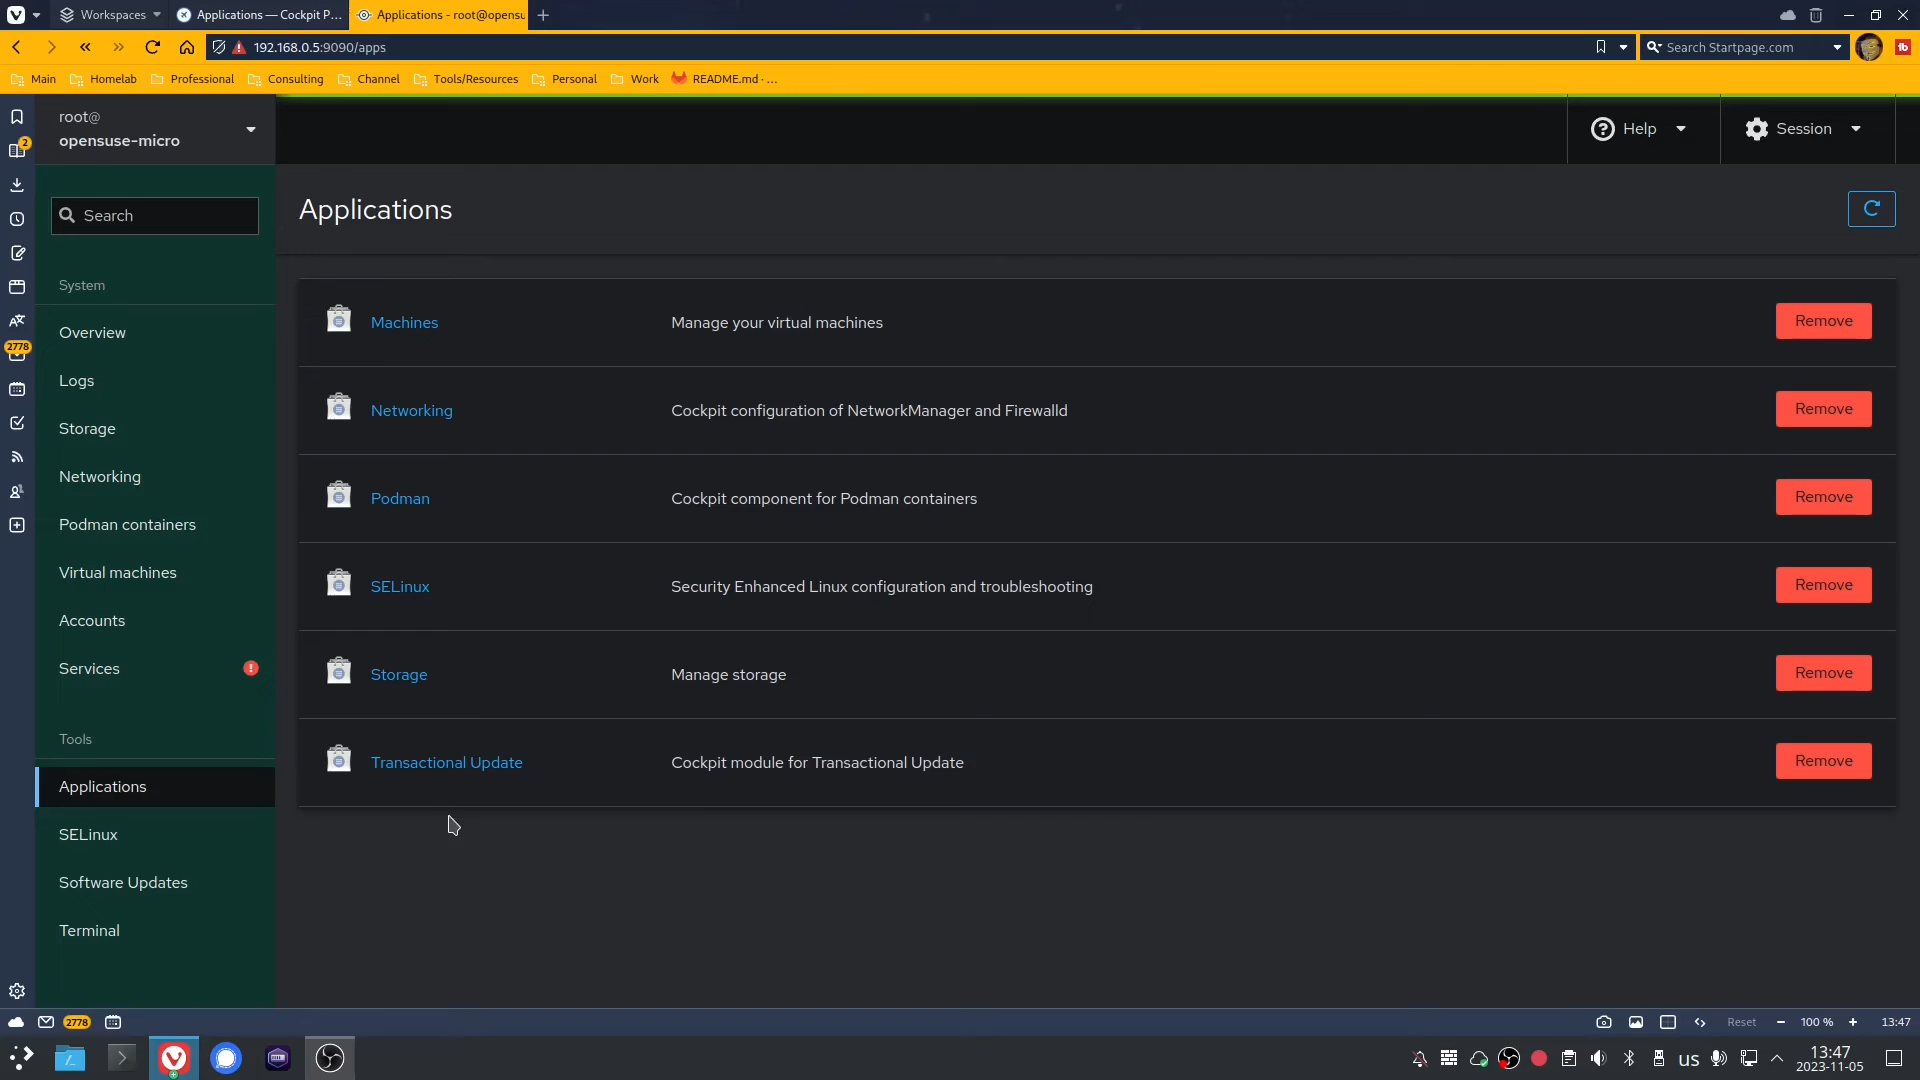 Workspaces
Applications — Cockpit P...
Applications - root@opensu
192.168.0.5:9090/apps
Search Startpage.com
Main
Homelab
Professional
Consulting
Channel
Tools/Resources
Personal
Work
README.md · ...
root@
opensuse-micro
Help
Session
2
2778
Search
System
Overview
Logs
Storage
Networking
Podman containers
Virtual machines
Accounts
Services
Tools
Applications
SELinux
Software Updates
Terminal
Applications
Machines
Manage your virtual machines
Remove
Networking
Cockpit configuration of NetworkManager and Firewalld
Remove
Podman
Cockpit component for Podman containers
Remove
SELinux
Security Enhanced Linux configuration and troubleshooting
Remove
Storage
Manage storage
Remove
Transactional Update
Cockpit module for Transactional Update
Remove
2778
Reset
100 %
13:47
us
13:47
2023-11-05